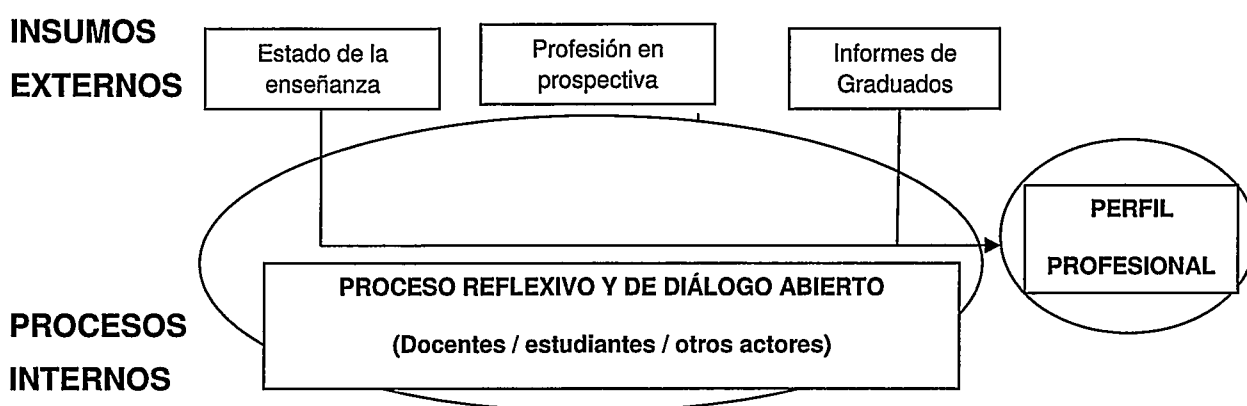 INSUMOS
EXTERNOS
Estado de la
enseñanza
Profesión en
prospectiva
Informes de
Graduados
PERFIL
PROFESIONAL
PROCESO REFLEXIVO Y DE DIÁLOGO ABIERTO
(Docentes / estudiantes / otros actores)
PROCESOS
INTERNOS